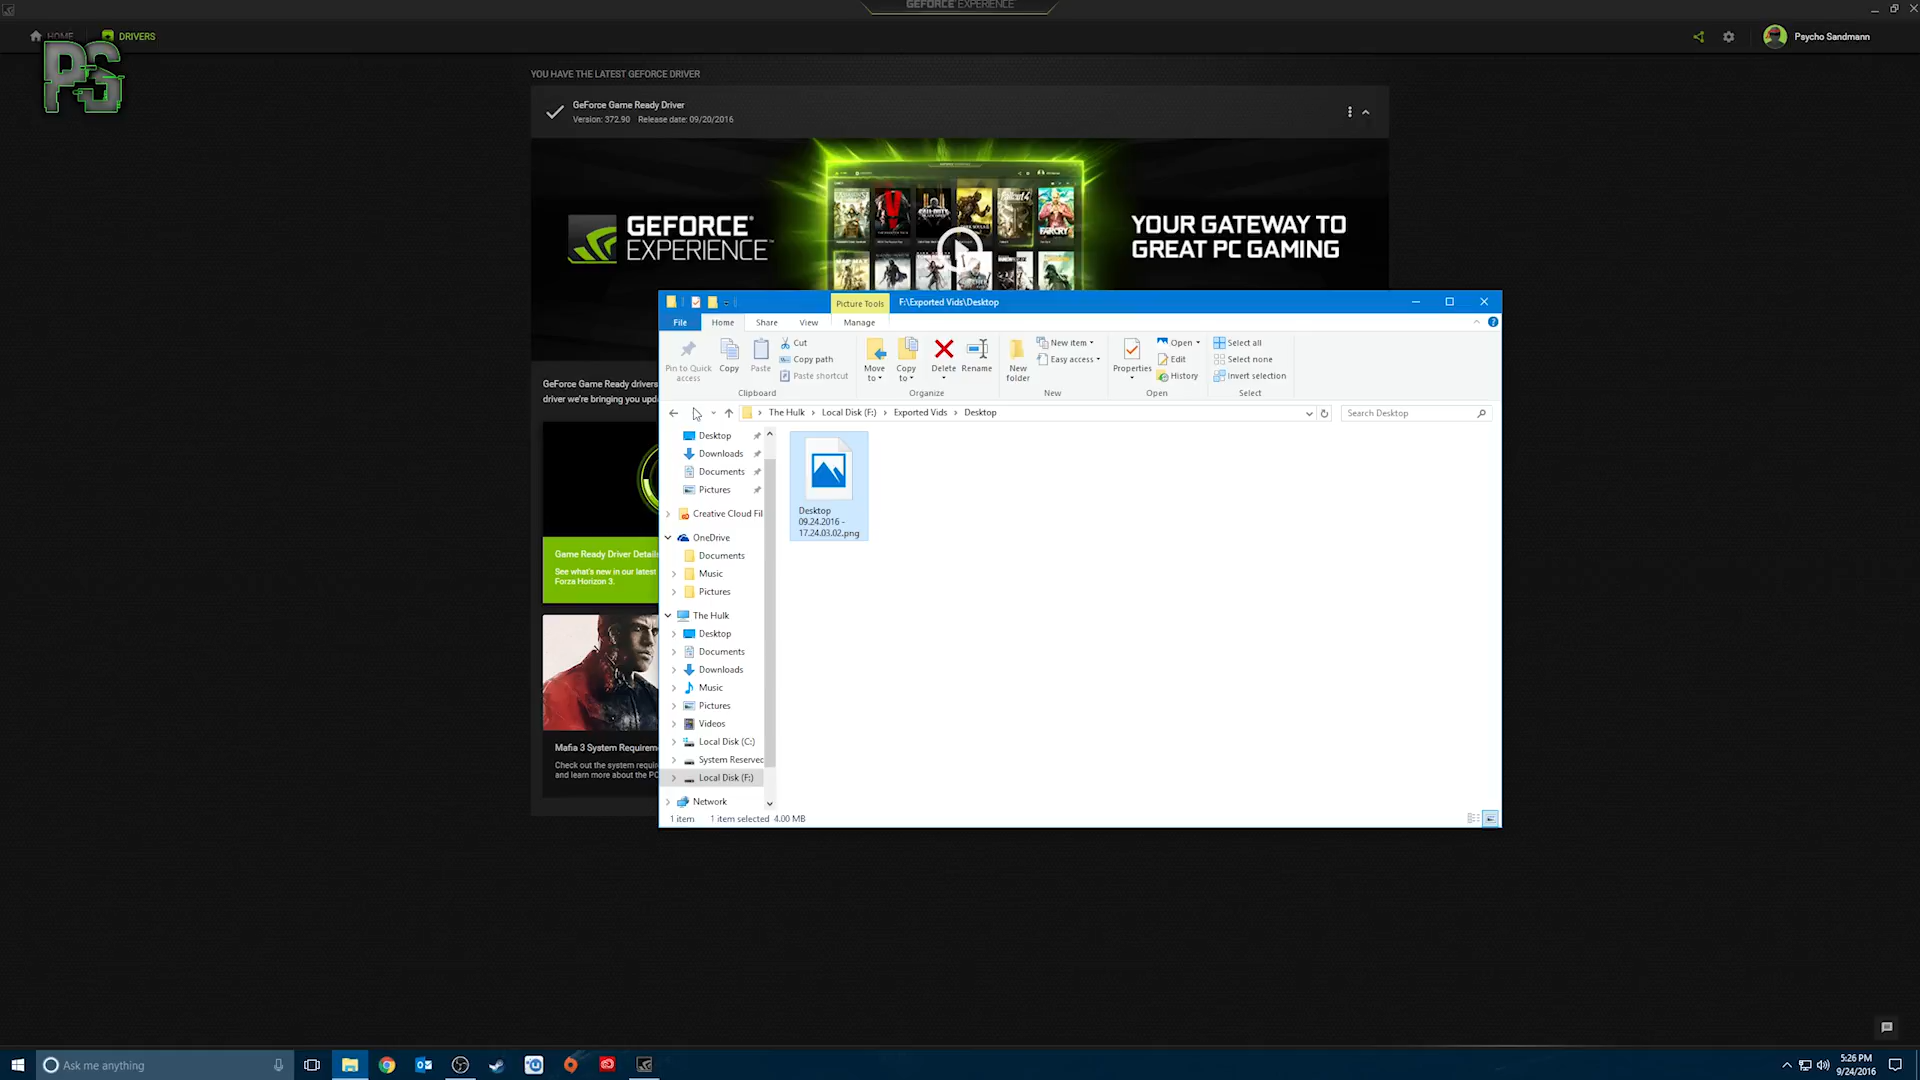 GEFORCE EXPERIENCE
HOME
DRIVERS
Psycho Sandmann
PS
YOU HAVE THE LATEST GEFORCE DRIVER
GeForce Game Ready Driver
Version: 372.90 Release date: 09/20/2016
GEFORCE
EXPERIENCE
YOUR GATEWAY TO
GREAT PC GAMING
Picture Tools
F:\Exported Vids\Desktop
File Home Share View Manage
Pin to Quick
access
Copy
Paste
Cut
Copy path
Paste shortcut
Clipboard
Move
to
Copy
to
Delete
Rename
Organize
New
folder
New item
Easy access
New
Properties
Open
Edit
History
Open
Select all
Select none
Invert selection
Select
The Hulk
Local Disk (F:)
Exported Vids
Desktop
Search Desktop
Desktop
Downloads
Documents
Pictures
Creative Cloud Fil
OneDrive
Documents
Music
Pictures
The Hulk
Desktop
Documents
Downloads
Music
Pictures
Videos
Local Disk (C:)
System Reserved
Local Disk (F:)
Network
Desktop
09.24.2016 -
17.24.03.02.png
1 item 1 item selected 4.00 MB
GeForce Game Ready drivers
driver we're bringing you
Game Ready Driver Detail
See what's new in our latest
Forza Horizon 3.
Mafia 3 System
Check out the system
and learn more about the
Ask me anything
5:26 PM
9/24/2016